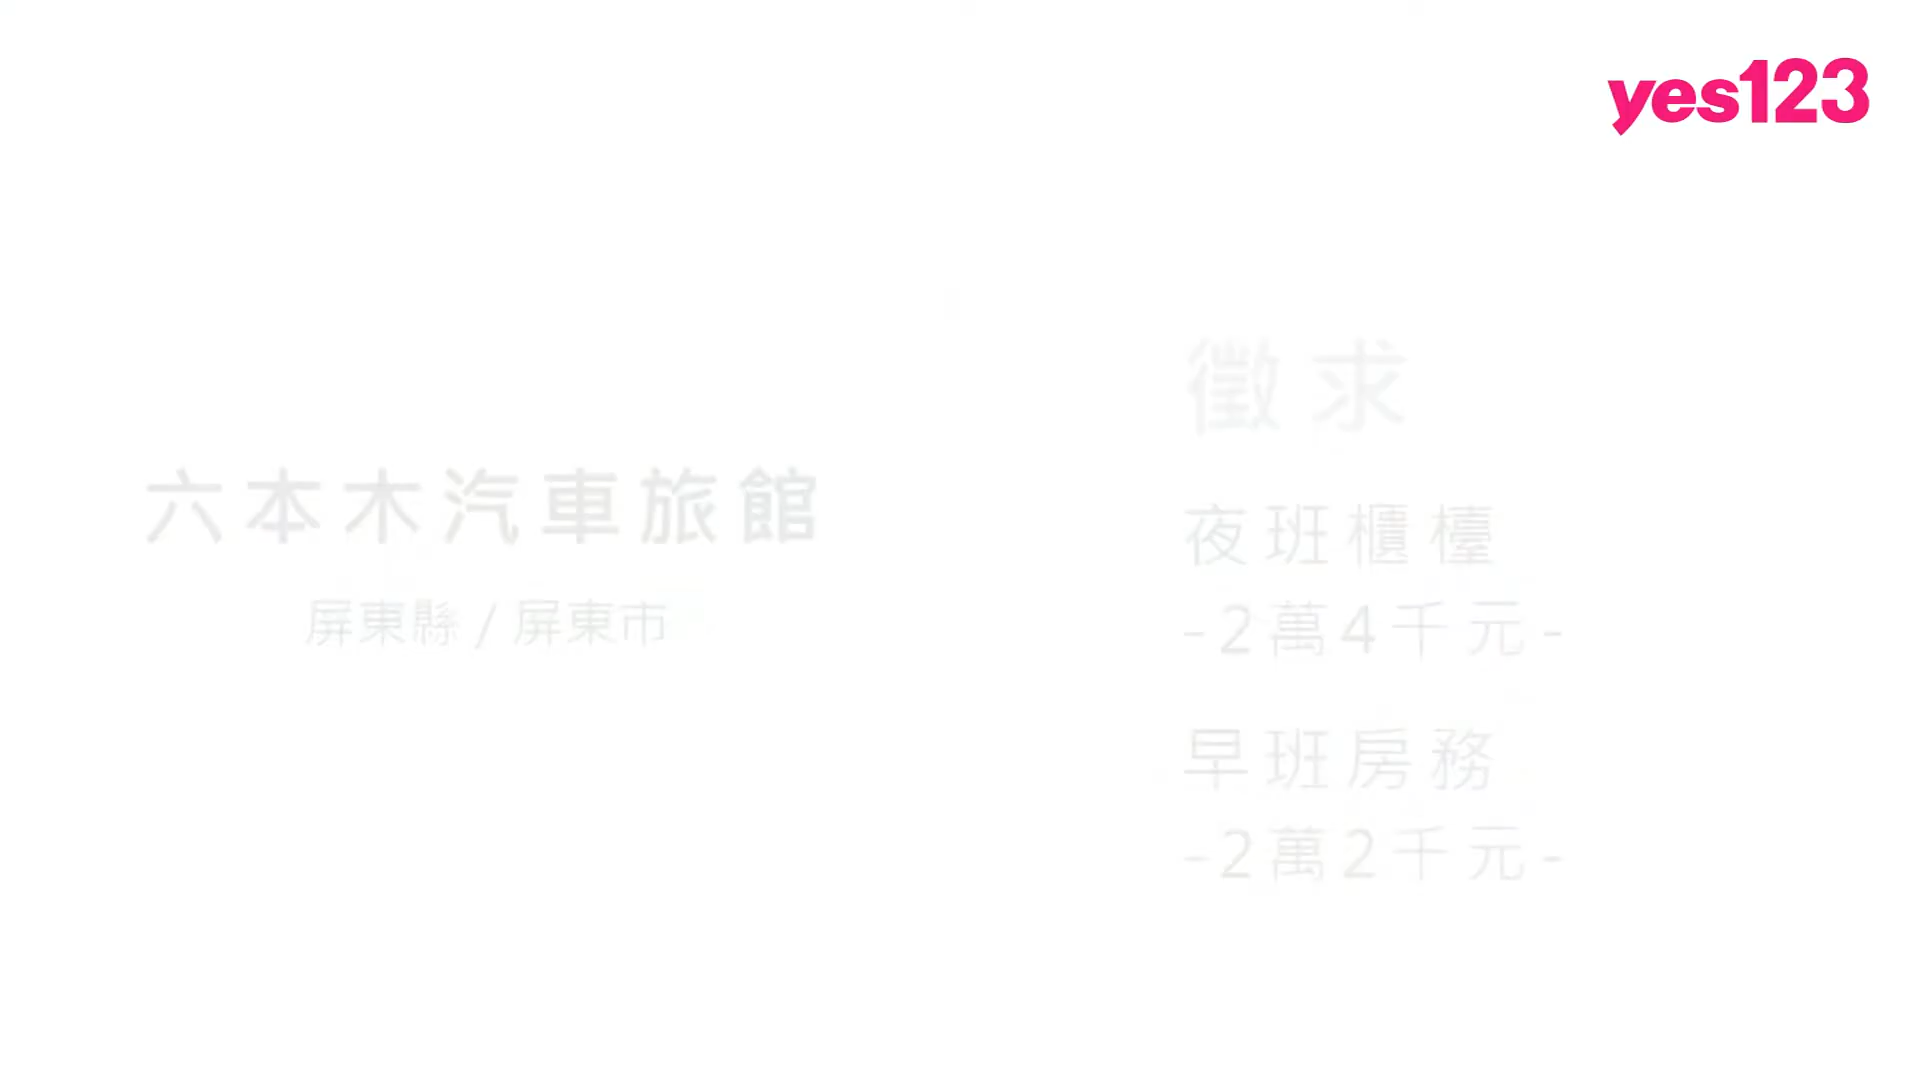 yes123
六本木汽車旅館
屏東縣/屏東市
徵求
夜班櫃檯
-2萬4千元-
早班房務
-2萬2千元-